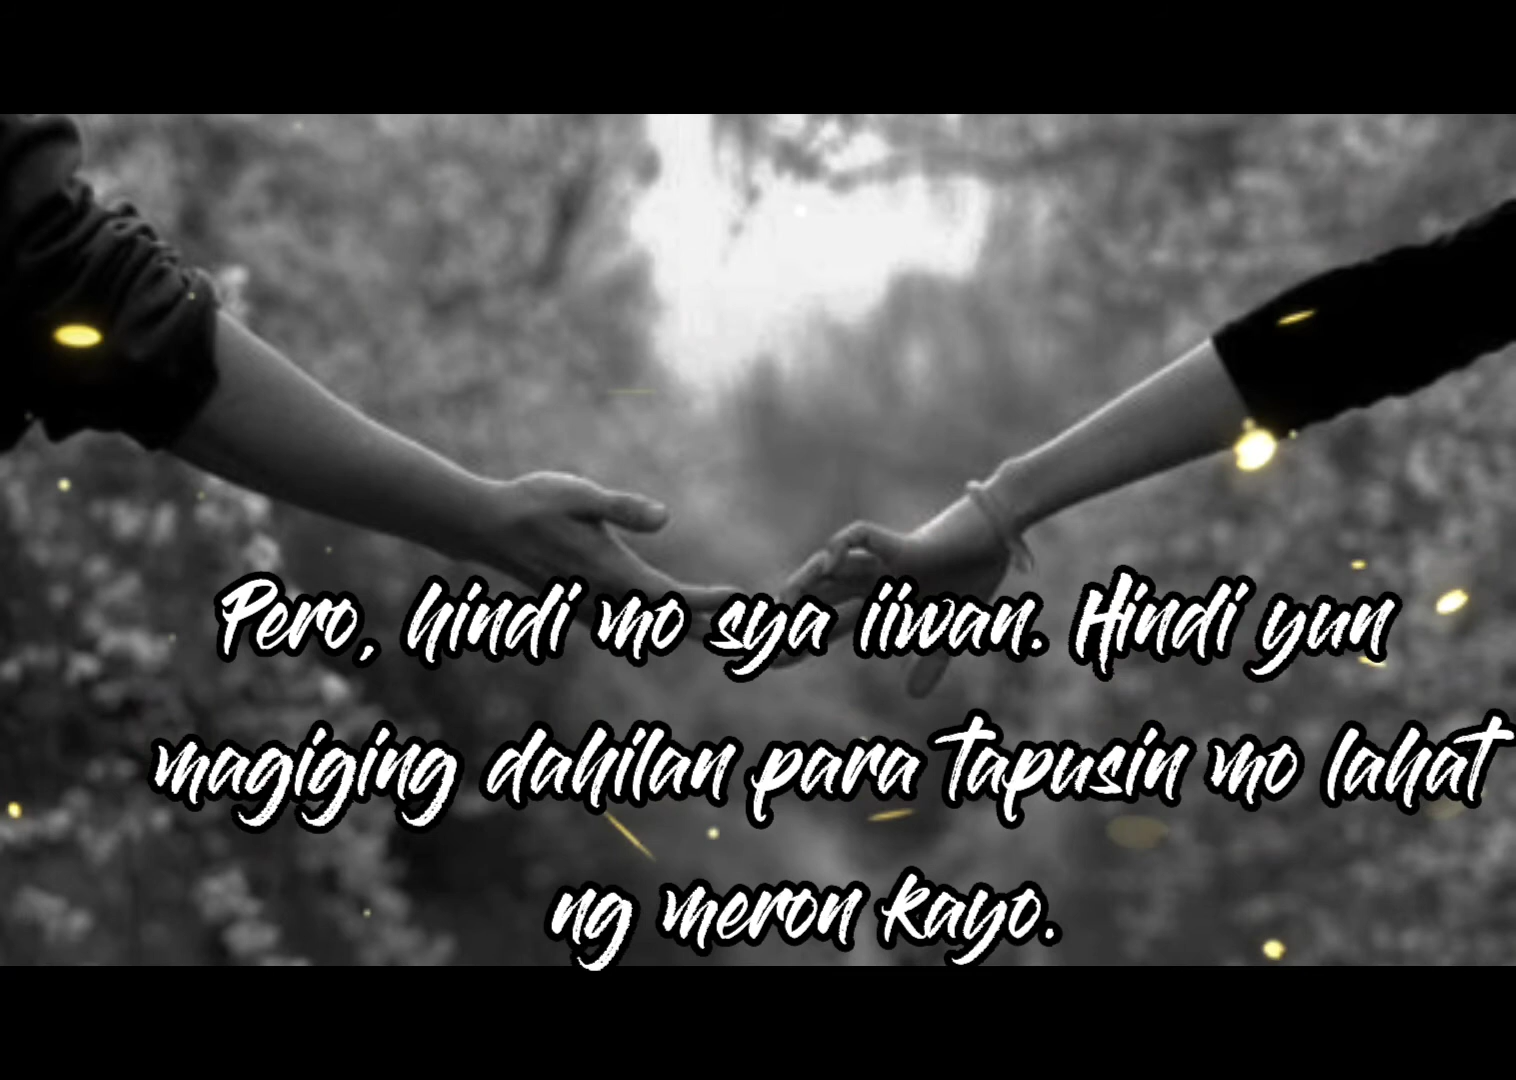 Pero, hindi mo sya iiwan. Hindi yun
magiging dahilan para tapusin mo lahat
ng meron kayo.